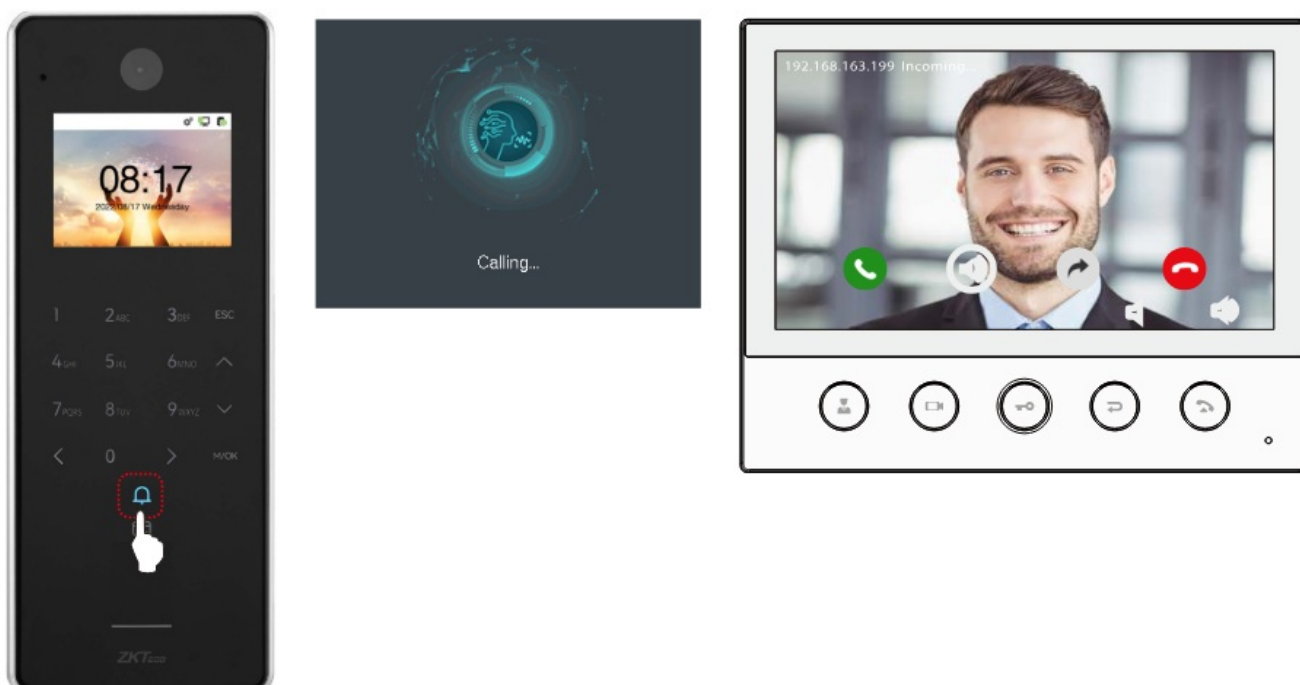 08:17
2022/08/17 Wednesday
1 2ABC 3DEF ESC
4GHI 5JKL 6MNO
7PQRS 8TUV 9WXYZ
0 M/OK
ZKTeco
Calling...
192.168.163.199 Incoming...